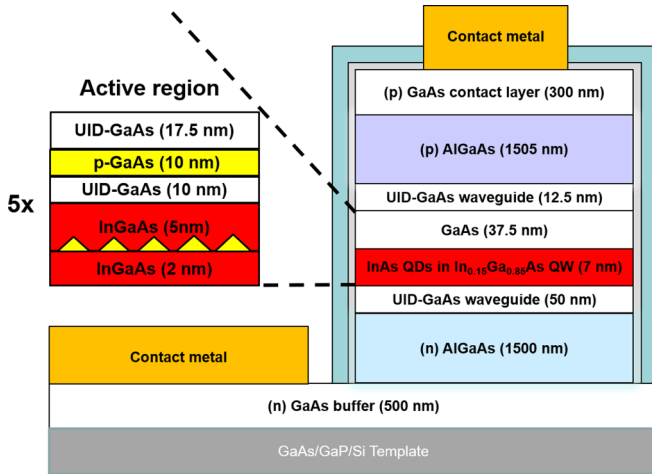 Active region
UID-GaAs (17.5 nm)
p-GaAs (10 nm)
UID-GaAs (10 nm)
5x
InGaAs (5nm)
InGaAs (2 nm)
Contact metal
(p) GaAs contact layer (300 nm)
(p) AlGaAs (1505 nm)
UID-GaAs waveguide (12.5 nm)
GaAs (37.5 nm)
InAs QDs in In0.15Ga0.85As QW (7 nm)
UID-GaAs waveguide (50 nm)
(n) AlGaAs (1500 nm)
Contact metal
(n) GaAs buffer (500 nm)
GaAs/GaP/Si Template